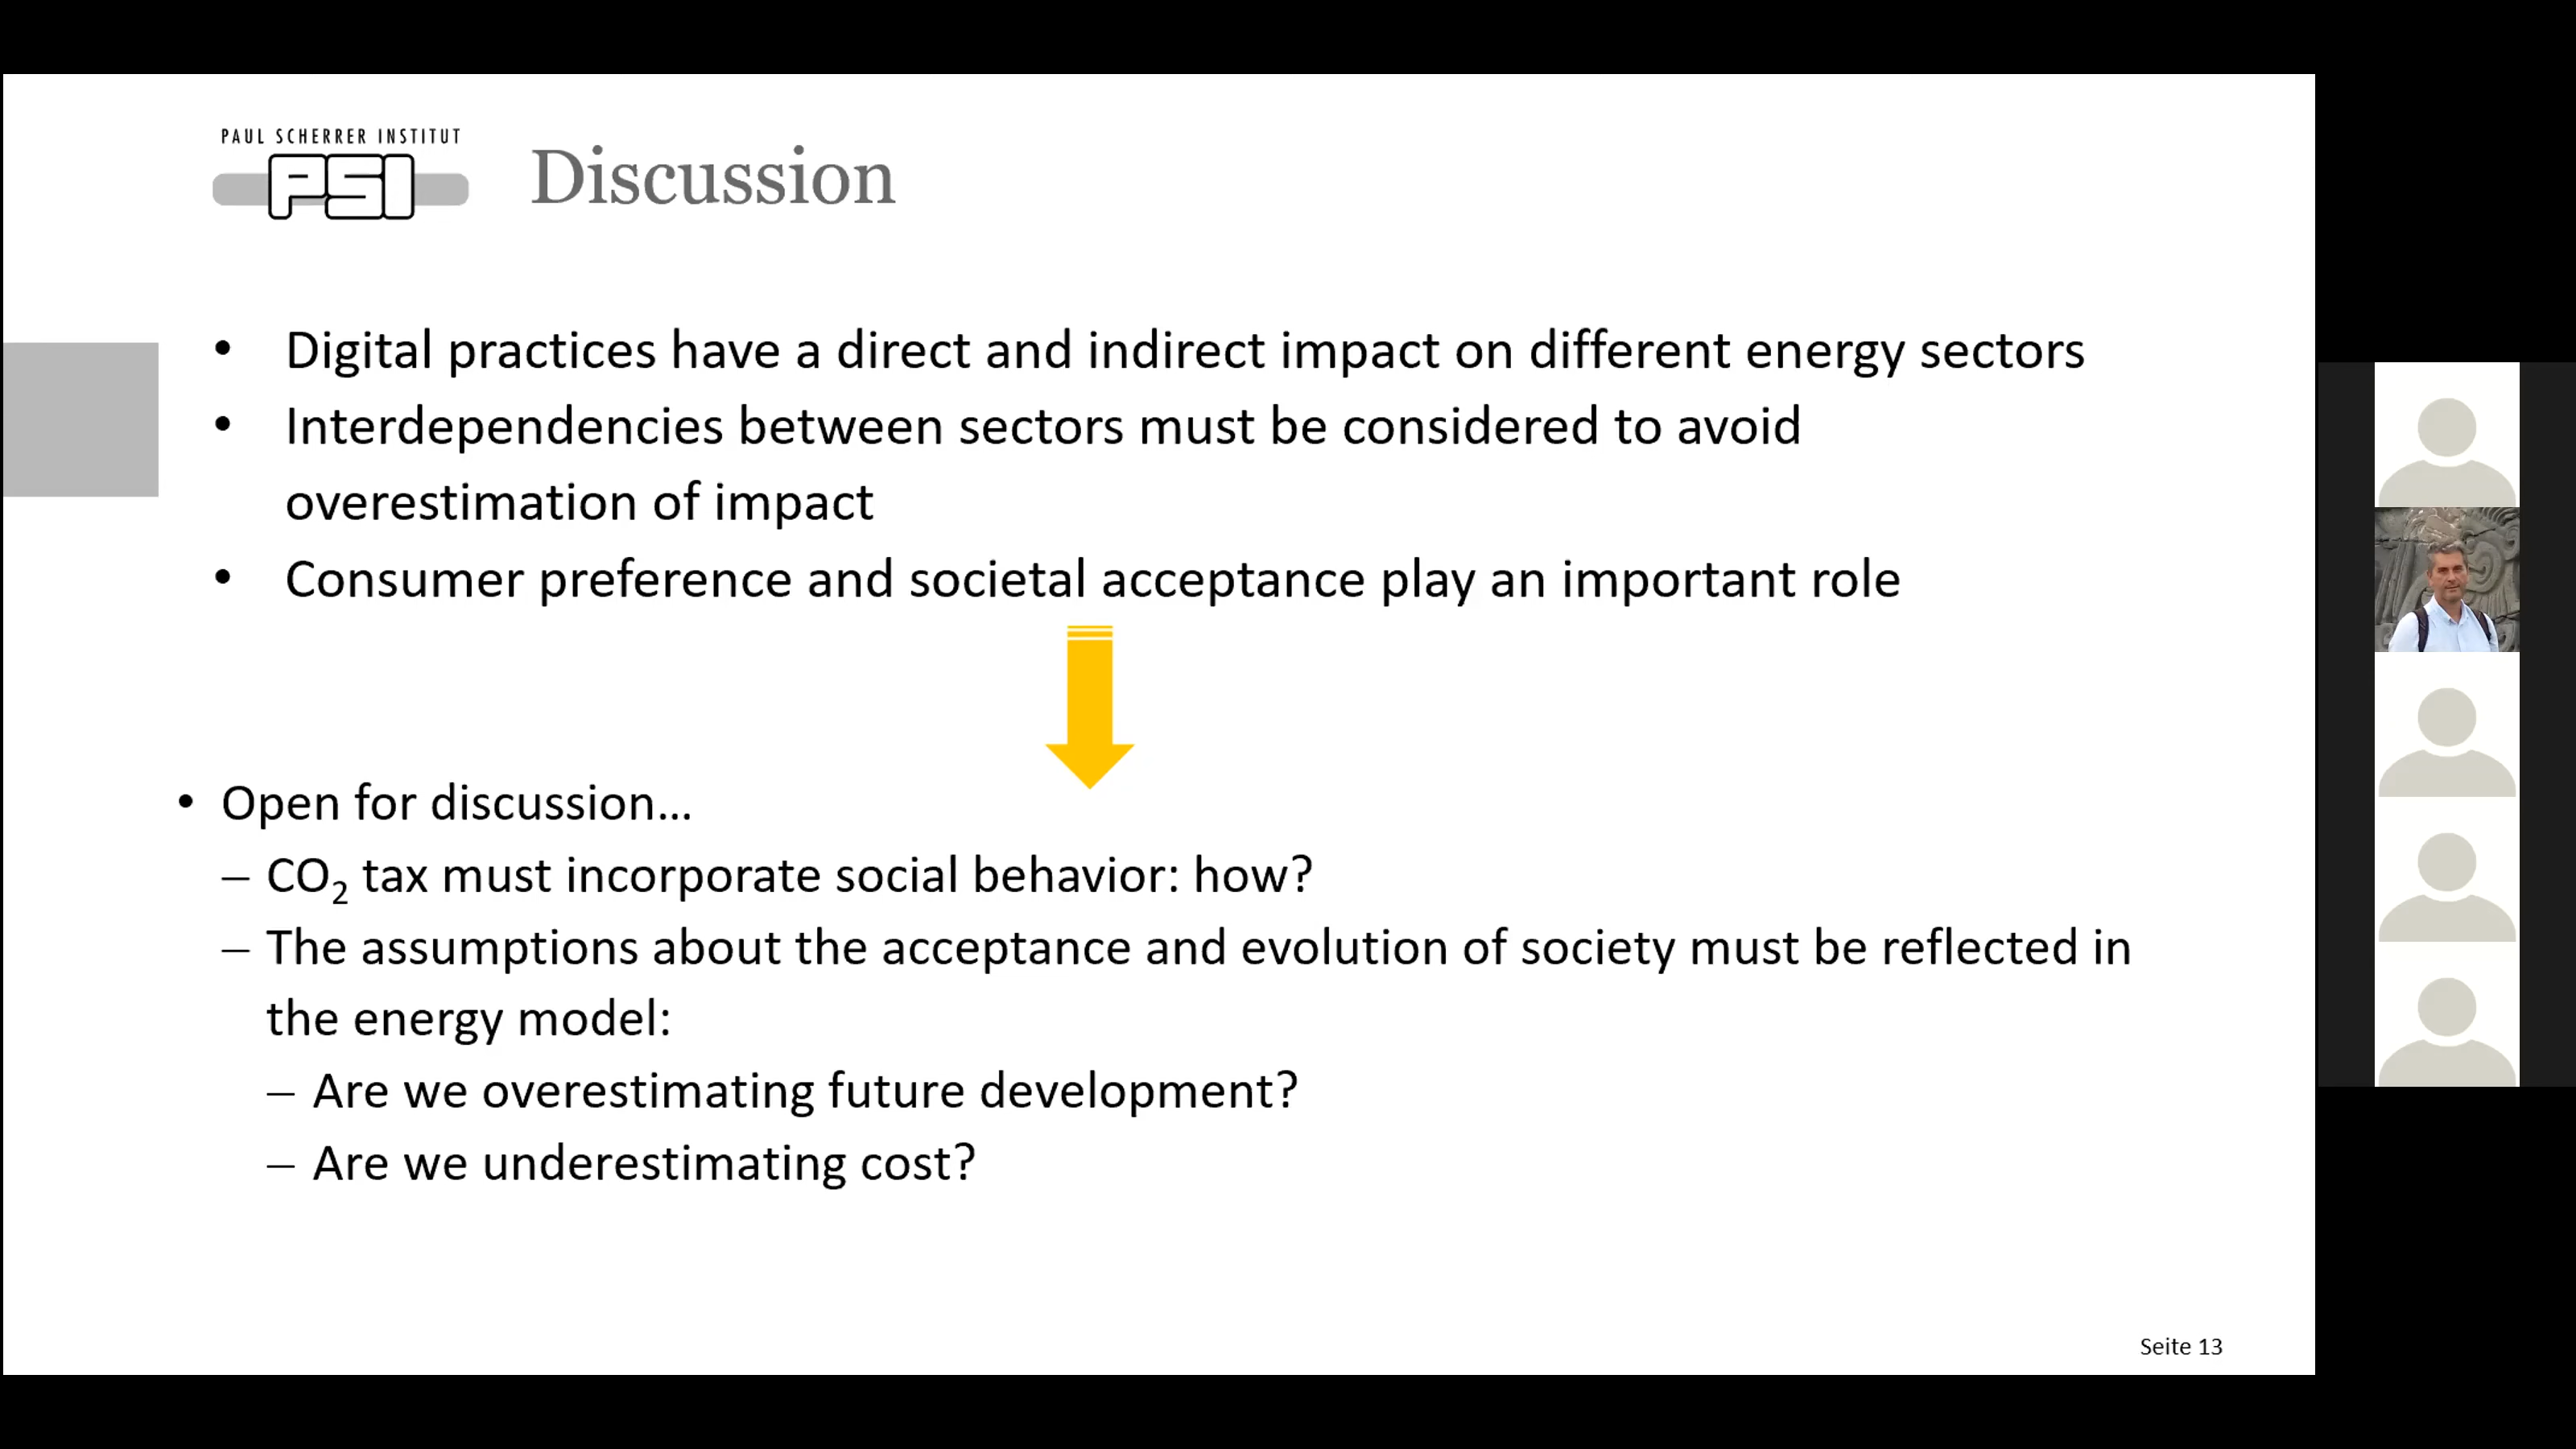 PAUL SCHERRER INSTITUT
PSI
Discussion
• Digital practices have a direct and indirect impact on different energy sectors
• Interdependencies between sectors must be considered to avoid
overestimation of impact
• Consumer preference and societal acceptance play an important role
• Open for discussion...
– CO₂ tax must incorporate social behavior: how?
– The assumptions about the acceptance and evolution of society must be reflected in
the energy model:
– Are we overestimating future development?
– Are we underestimating cost?
Seite 13